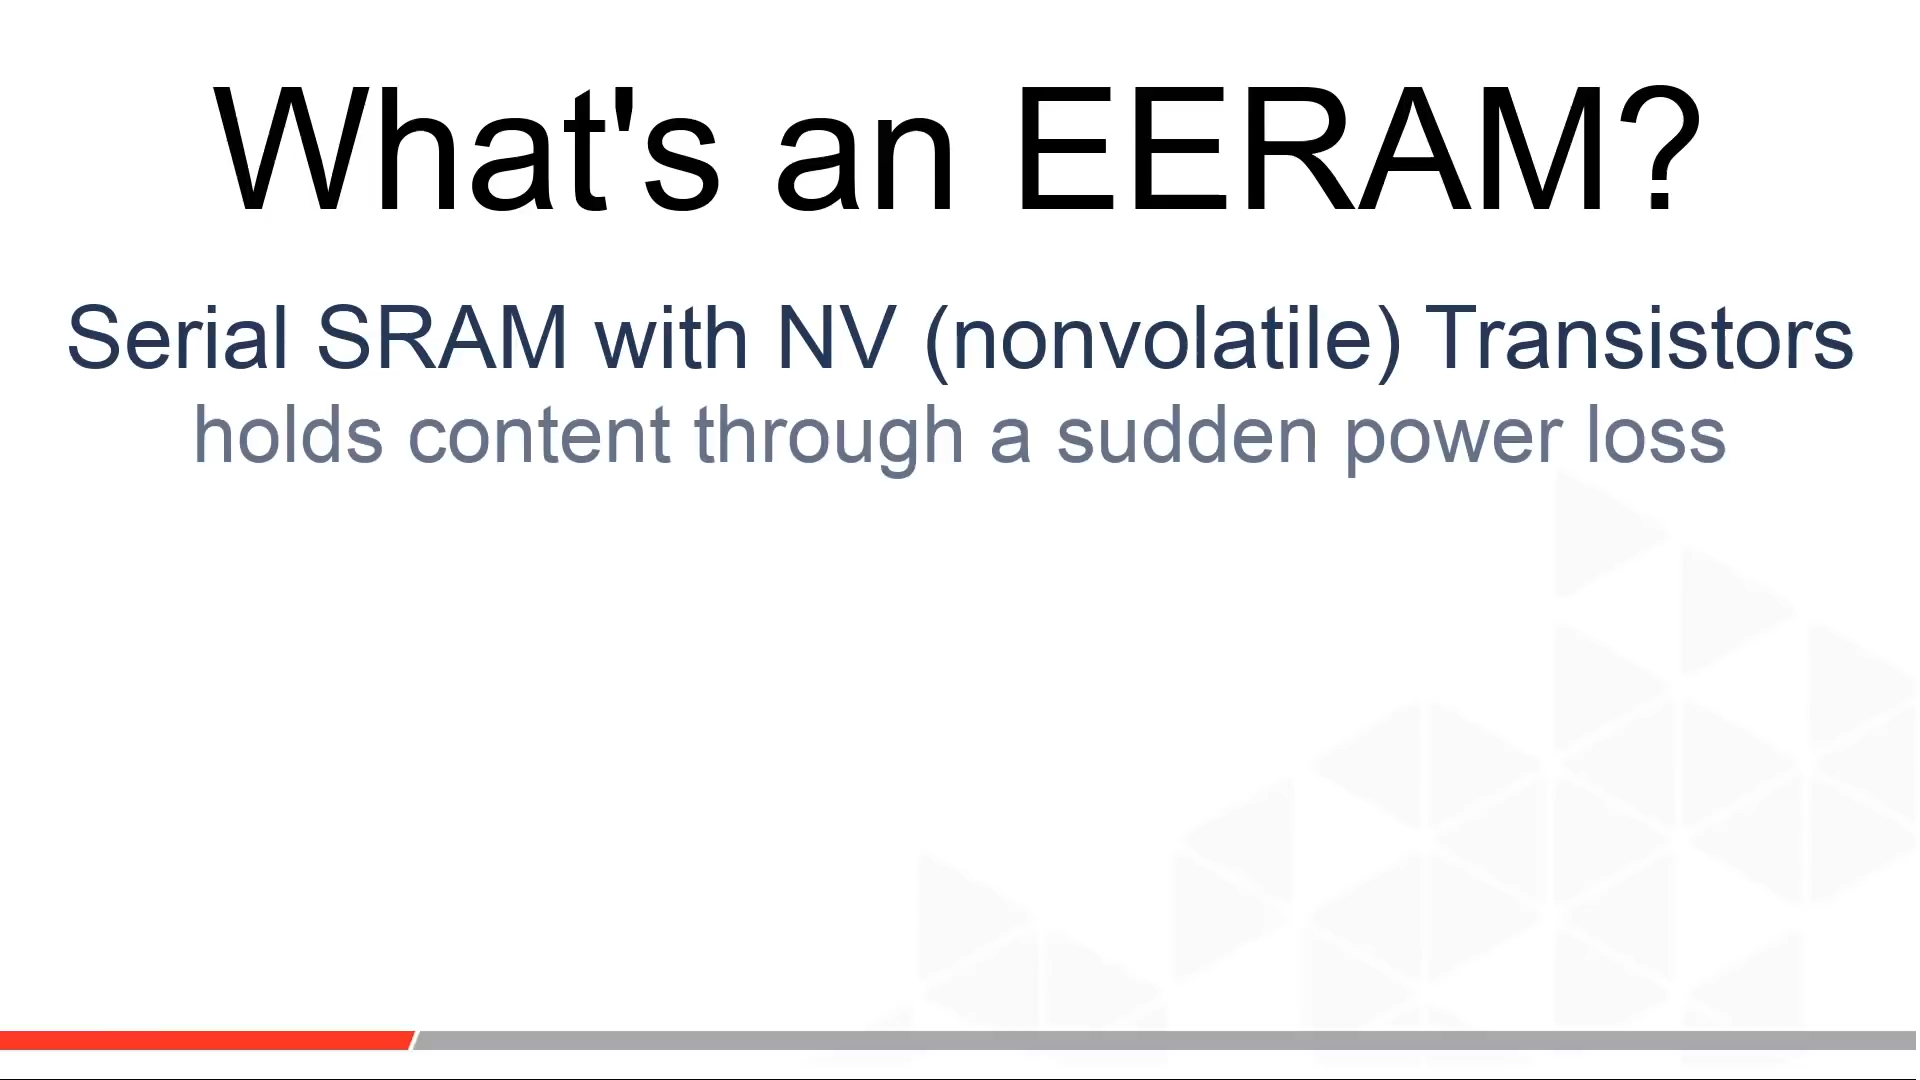 What's an EERAM?
Serial SRAM with NV (nonvolatile) Transistors
holds content through a sudden power loss